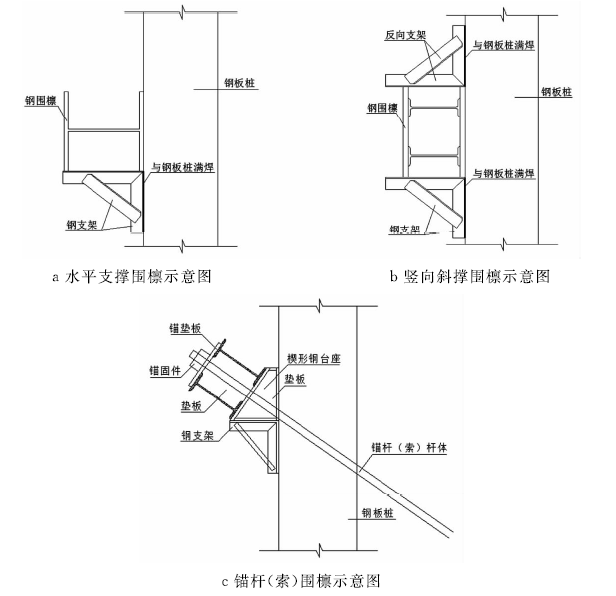 钢围檩
钢板桩
与钢板桩满焊
钢支架
a 水平支撑围檩示意图
反向支架
与钢板桩满焊
钢板桩
钢围檩
与钢板桩满焊
钢支架
b 竖向斜撑围檩示意图
锚垫板
锚固件
垫板
钢支架
楔形钢台座
垫板
锚杆（索）杆体
钢板桩
c 锚杆(索)围檩示意图